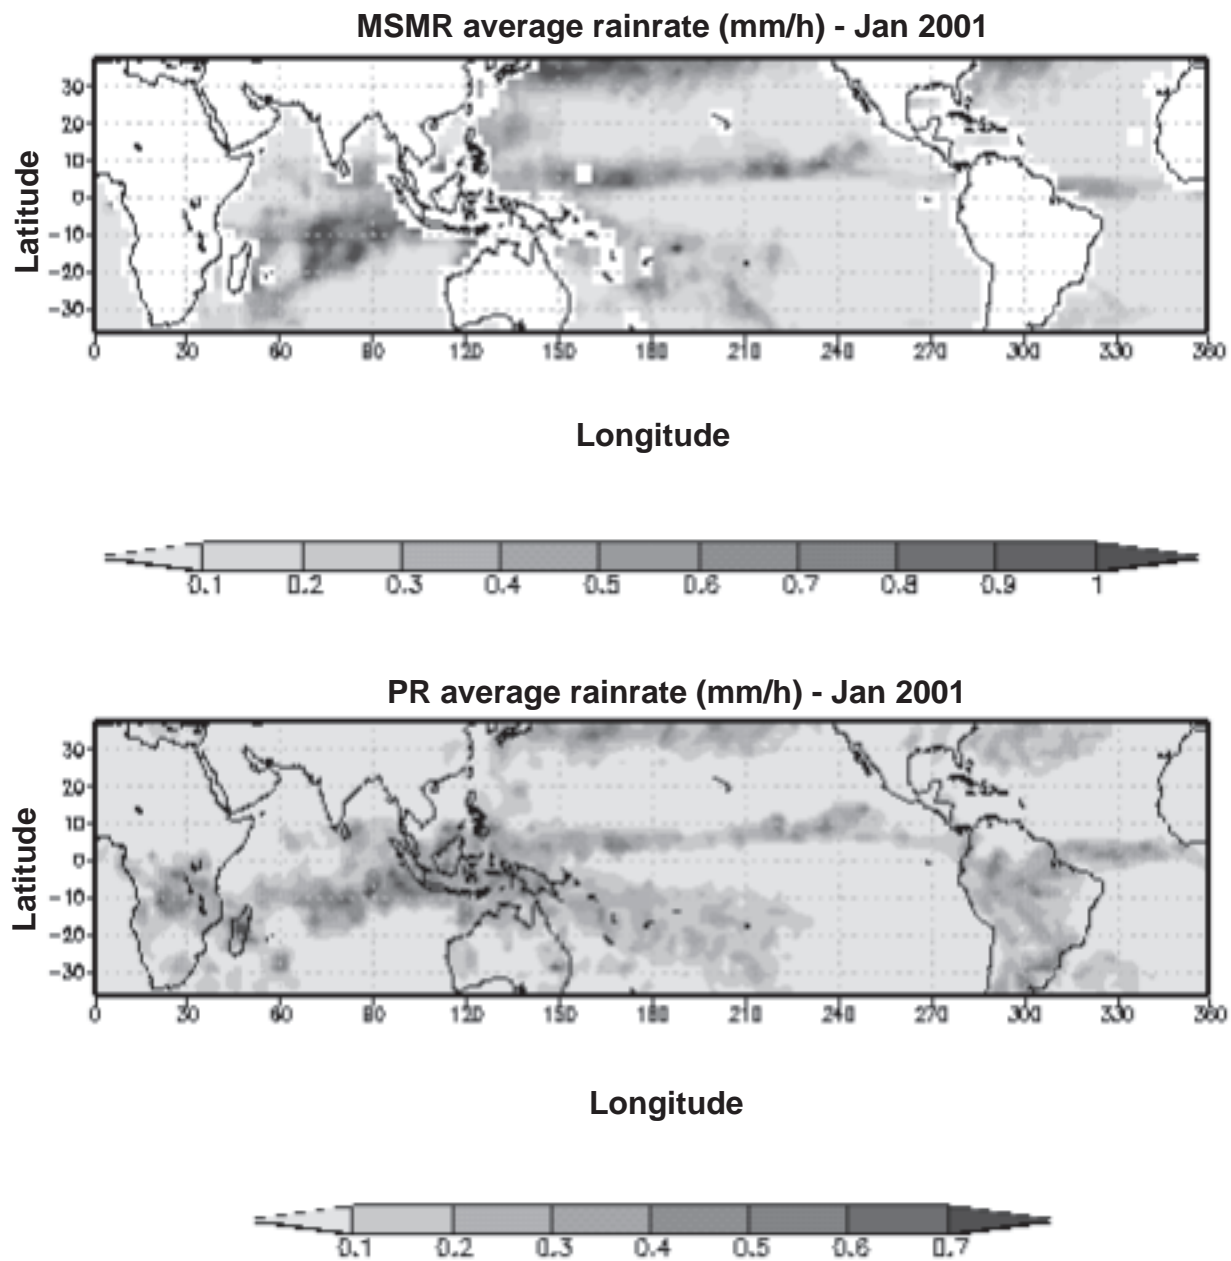 MSMR average rainrate (mm/h) - Jan 2001
Latitude
30
20
10
0
-10
-20
-30
0 30 60 90 120 150 180 210 240 270 300 330 360
Longitude
0.1 0.2 0.3 0.4 0.5 0.6 0.7 0.8 0.9 1
PR average rainrate (mm/h) - Jan 2001
Latitude
30
20
10
0
-10
-20
-30
0 30 60 90 120 150 180 210 240 270 300 330 360
Longitude
0.1 0.2 0.3 0.4 0.5 0.6 0.7